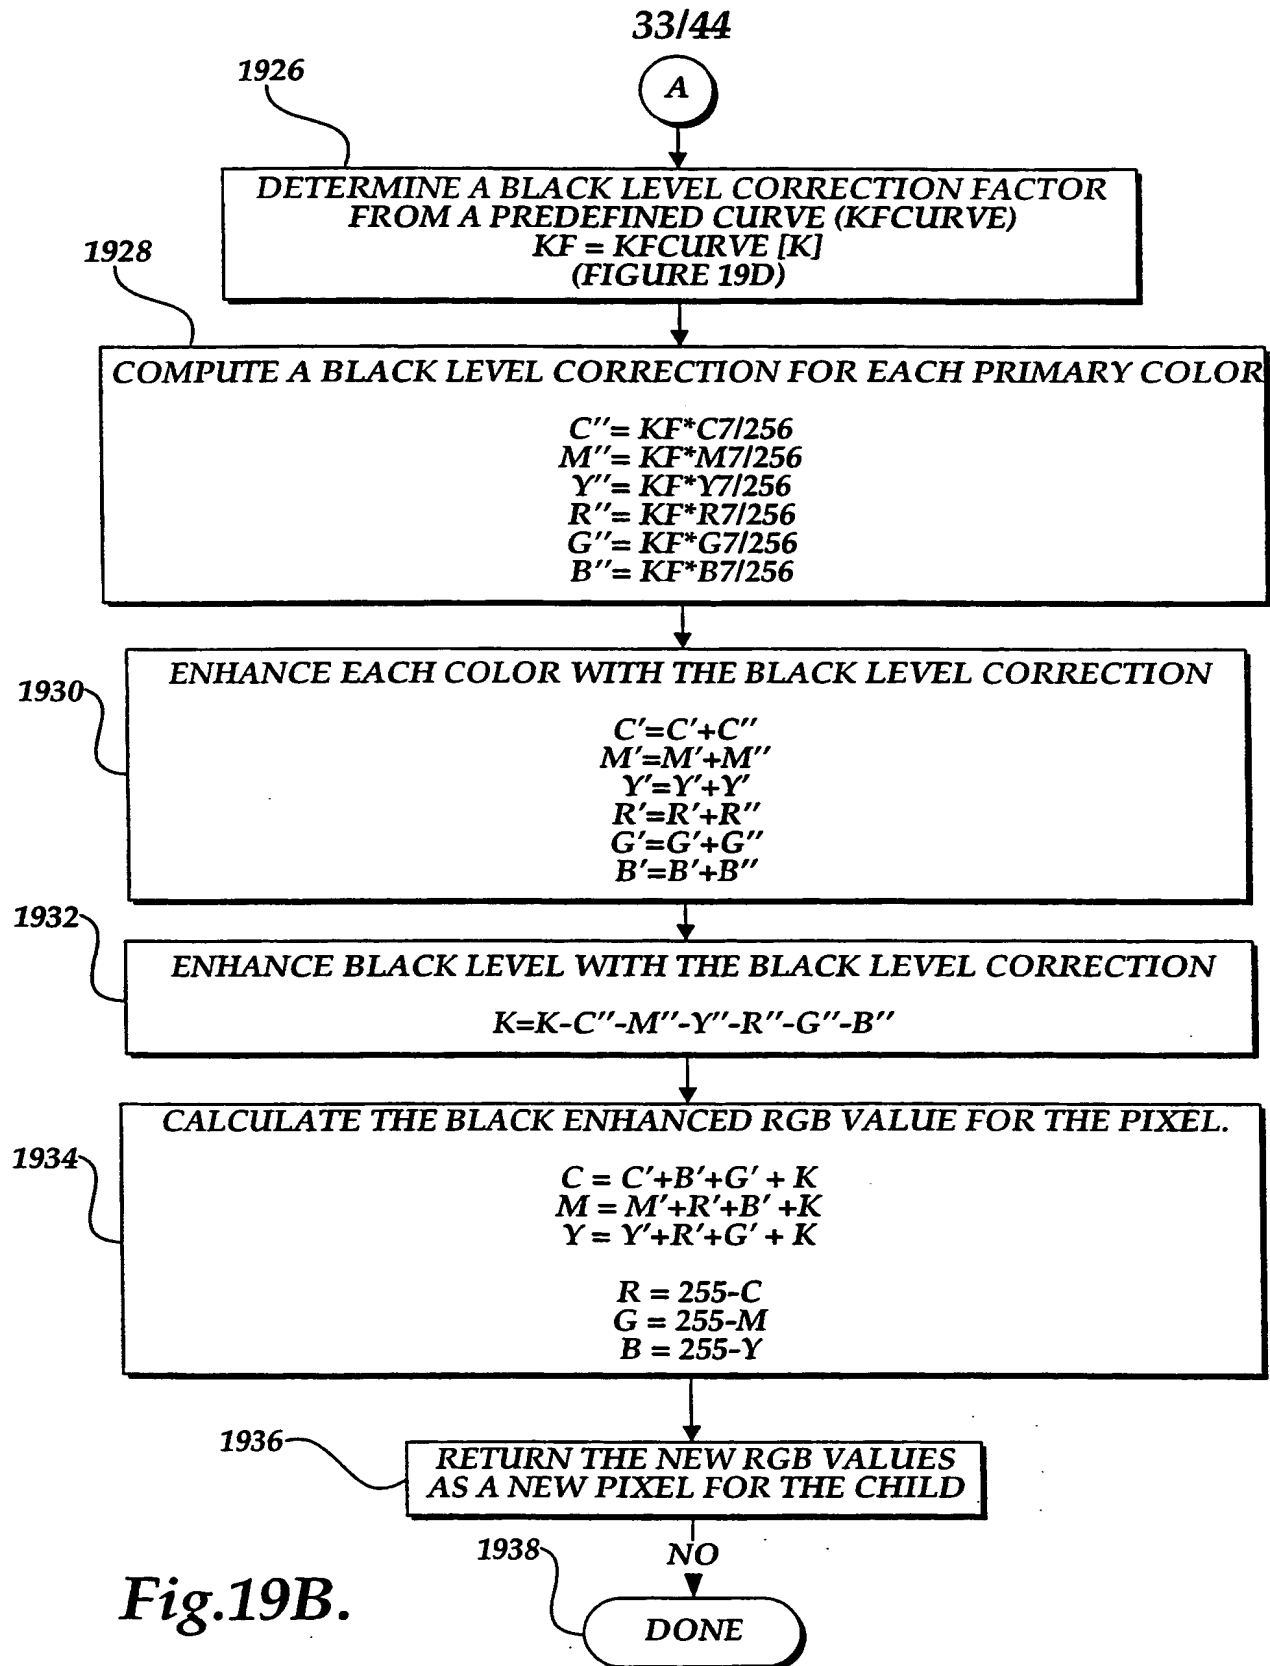 33/44
A
1926
DETERMINE A BLACK LEVEL CORRECTION FACTOR
FROM A PREDEFINED CURVE (KFCURVE)
KF = KFCURVE [K]
(FIGURE 19D)
1928
COMPUTE A BLACK LEVEL CORRECTION FOR EACH PRIMARY COLOR
C''= KF*C7/256
M''= KF*M7/256
Y''= KF*Y7/256
R''= KF*R7/256
G''= KF*G7/256
B''= KF*B7/256
1930
ENHANCE EACH COLOR WITH THE BLACK LEVEL CORRECTION
C'=C'+C''
M'=M'+M''
Y'=Y'+Y'
R'=R'+R''
G'=G'+G''
B'=B'+B''
1932
ENHANCE BLACK LEVEL WITH THE BLACK LEVEL CORRECTION
K=K-C''-M''-Y''-R''-G''-B''
1934
CALCULATE THE BLACK ENHANCED RGB VALUE FOR THE PIXEL.
C = C'+B'+G' + K
M = M'+R'+B' +K
Y = Y'+R'+G' + K
R = 255-C
G = 255-M
B = 255-Y
1936
RETURN THE NEW RGB VALUES
AS A NEW PIXEL FOR THE CHILD
NO
1938
DONE
Fig.19B.